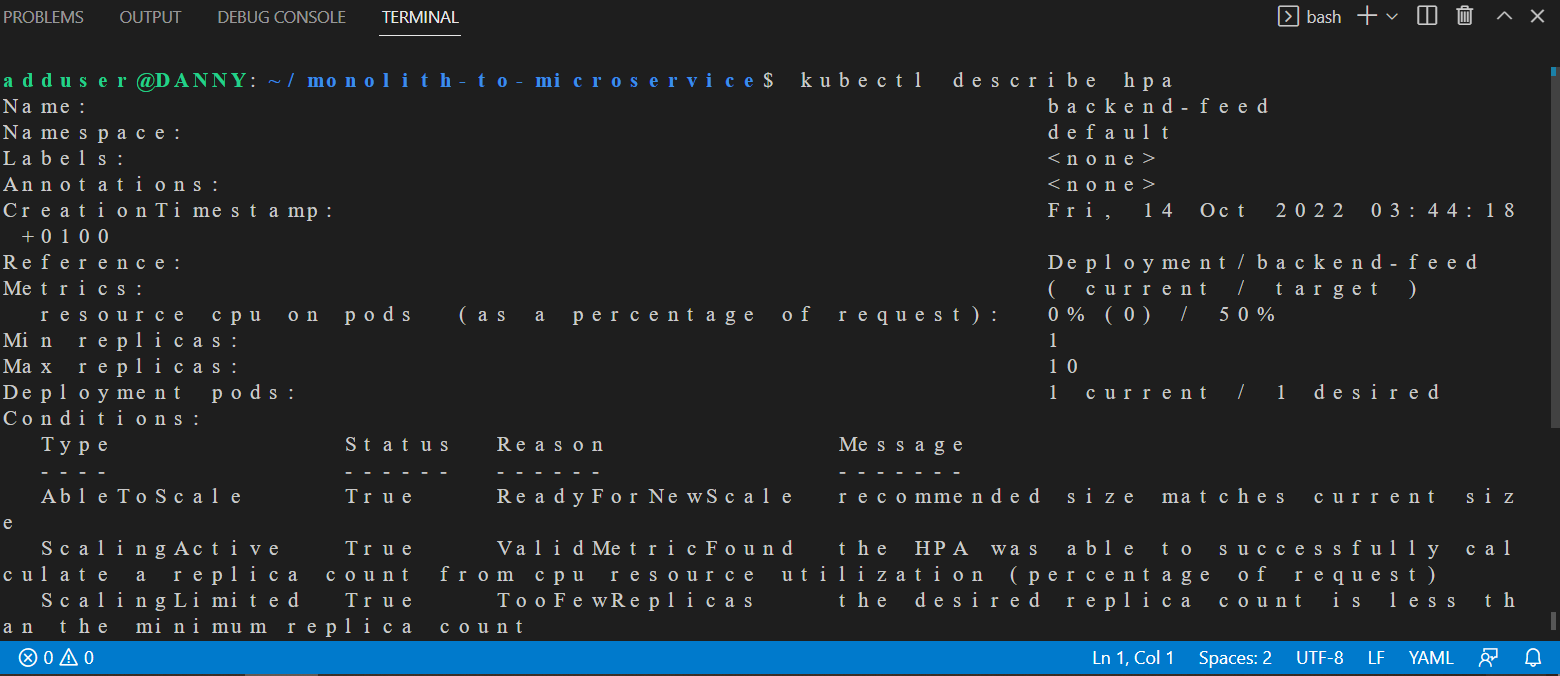 PROBLEMS OUTPUT DEBUG CONSOLE TERMINAL bash
adduser@DANNY:~/monolith-to-microservice$ kubectl describe hpa
Name: backend-feed
Namespace: default
Labels: <none>
Annotations: <none>
CreationTimestamp: Fri, 14 Oct 2022 03:44:18
+0100
Reference: Deployment/backend-feed
Metrics: ( current / target )
resource cpu on pods (as a percentage of request): 0% (0) / 50%
Min replicas: 1
Max replicas: 10
Deployment pods: 1 current / 1 desired
Conditions:
Type Status Reason Message
---- ------ ------ -------
AbleToScale True ReadyForNewScale recommended size matches current siz
e
ScalingActive True ValidMetricFound the HPA was able to successfully cal
culate a replica count from cpu resource utilization (percentage of request)
ScalingLimited True TooFewReplicas the desired replica count is less th
an the minimum replica count
0 0 Ln 1, Col 1 Spaces: 2 UTF-8 LF YAML